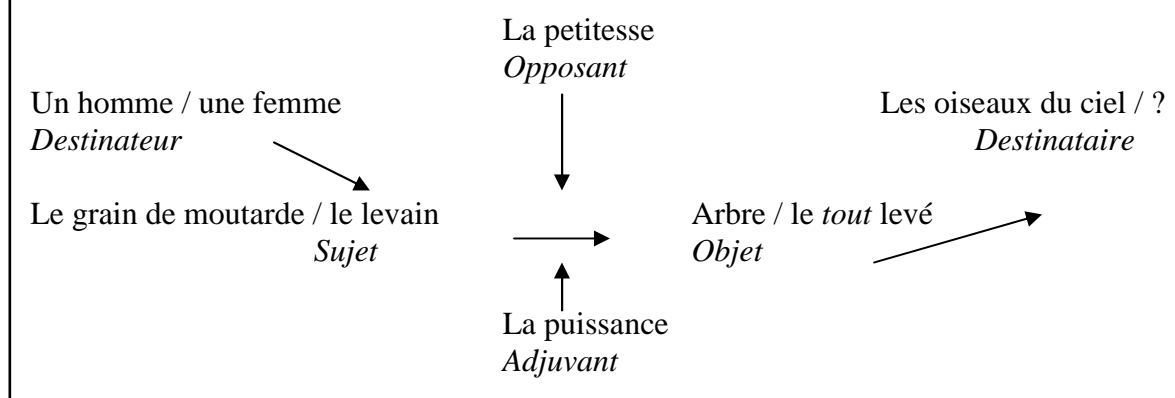 La petitesse
Opposant
Un homme / une femme
Destinateur
Les oiseaux du ciel / ?
Destinataire
Le grain de moutarde / le levain
Sujet
Arbre / le tout levé
Objet
La puissance
Adjuvant